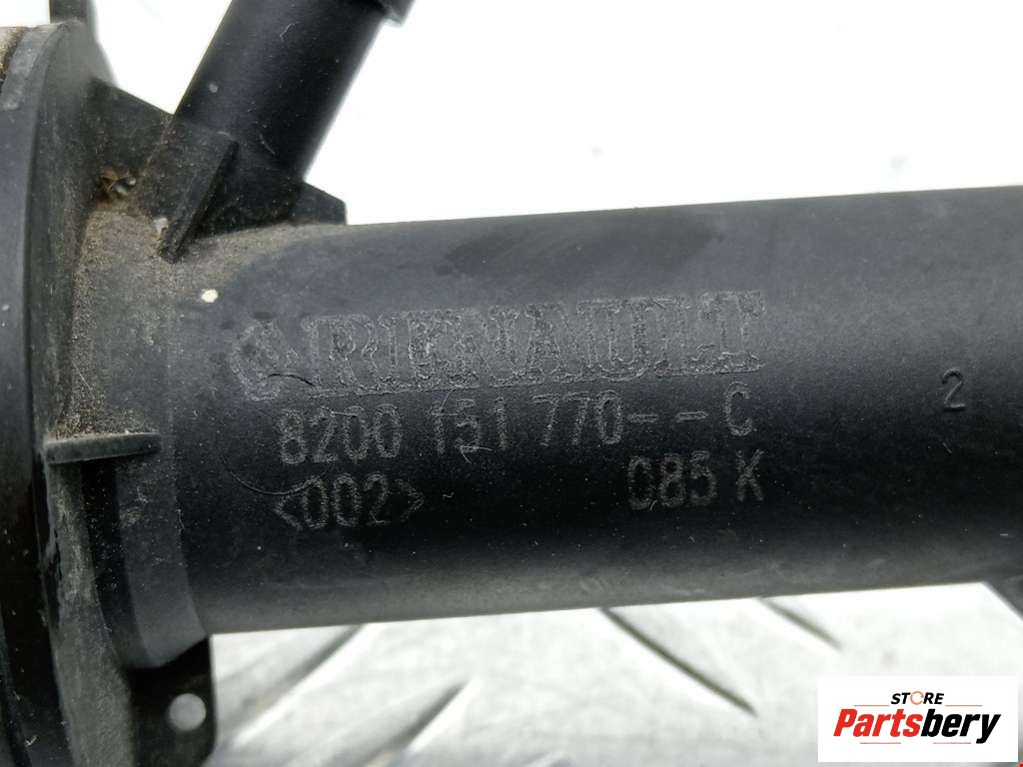 RENAULT
8200 151 770--C
2
<002> 085 K
STORE
Partsbery